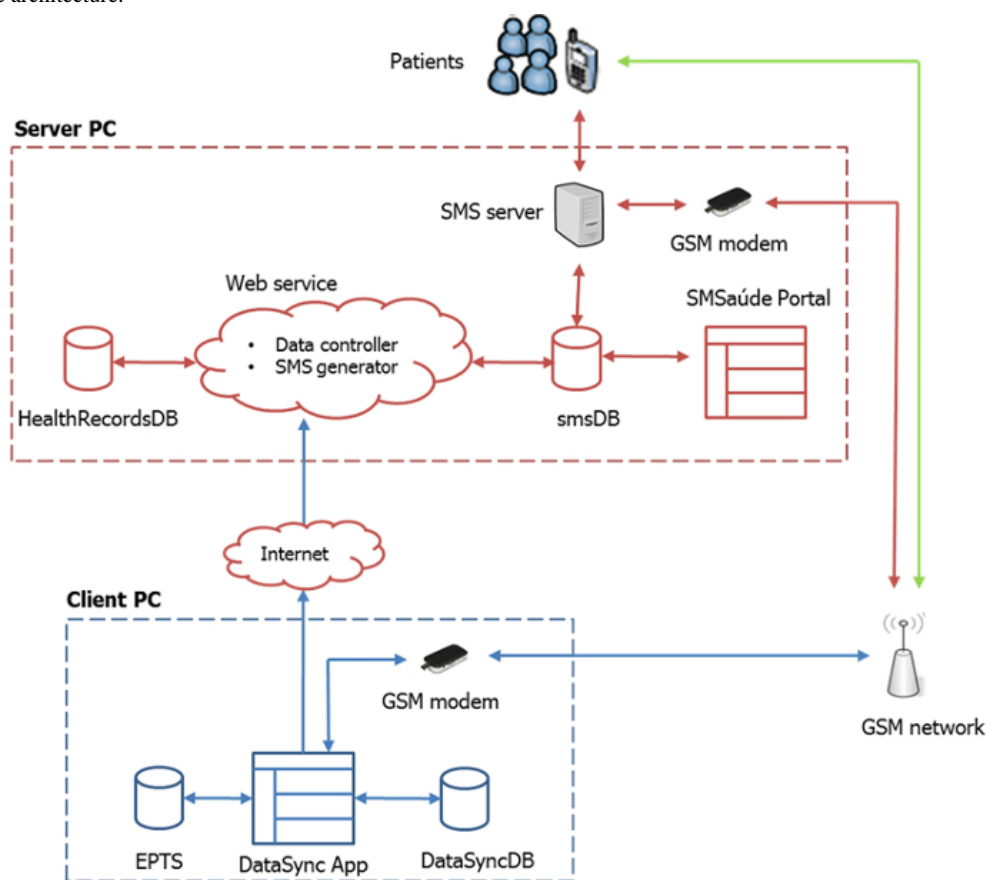 architecture.
Patients
Server PC
SMS server
GSM modem
Web service
SMSaúde Portal
• Data controller
• SMS generator
HealthRecordsDB
smsDB
Internet
Client PC
GSM modem
GSM network
EPTS
DataSync App
DataSyncDB